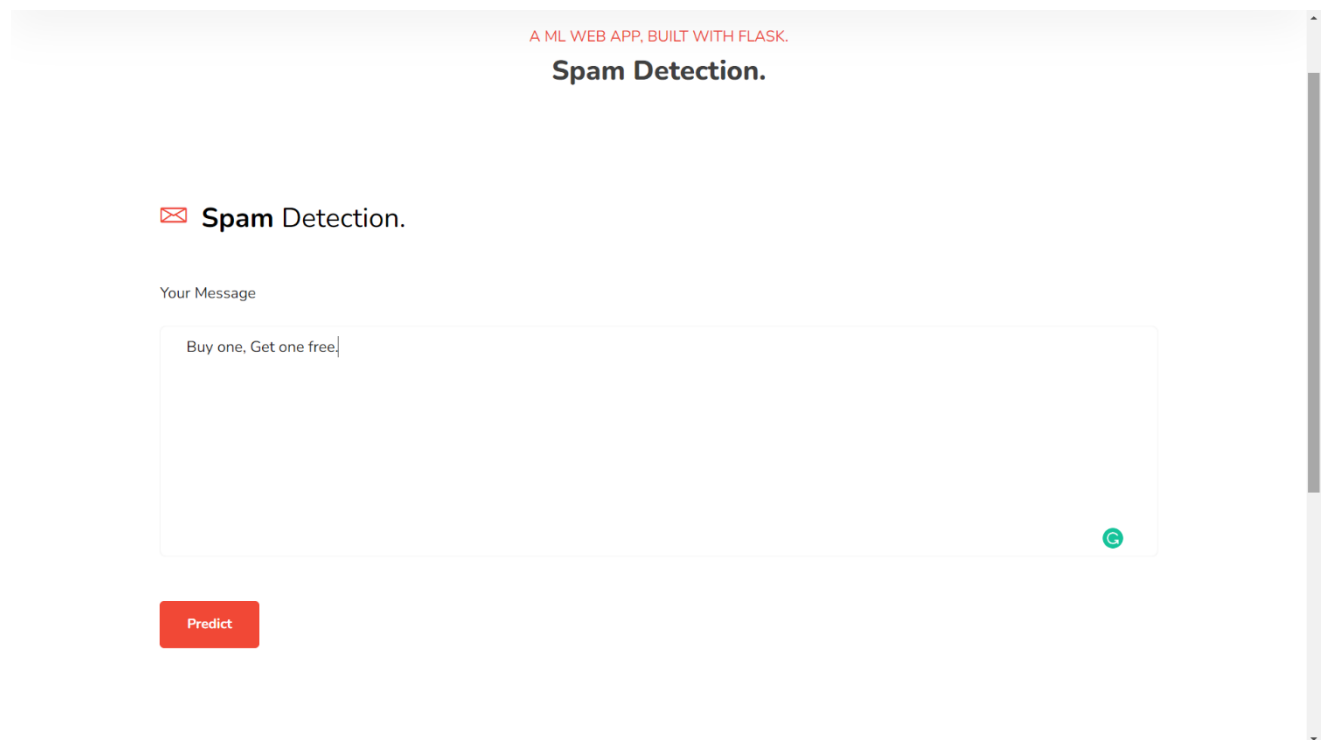 A ML WEB APP, BUILT WITH FLASK.
Spam Detection.
Spam Detection.
Your Message
Buy one, Get one free.
Predict